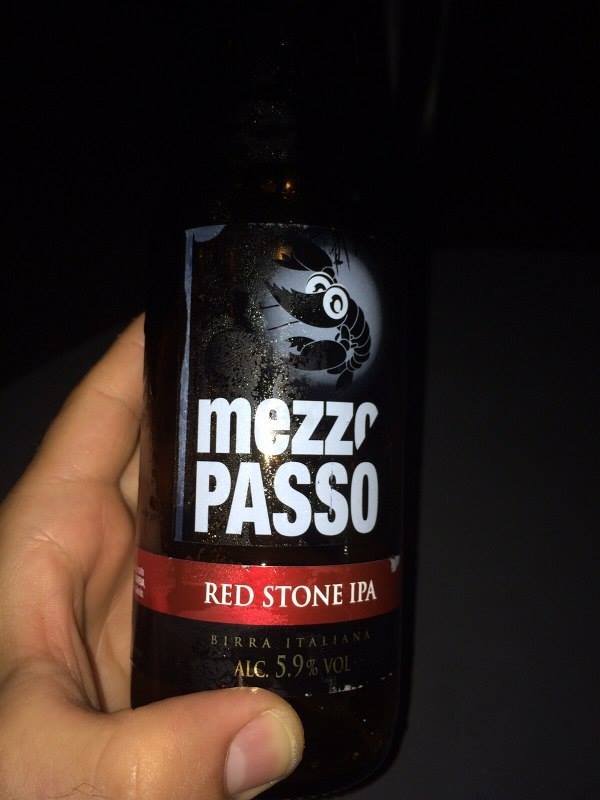 mezzo
PASSO
RED STONE IPA
BIRRA ITALIANA
ALC. 5.9% VOL